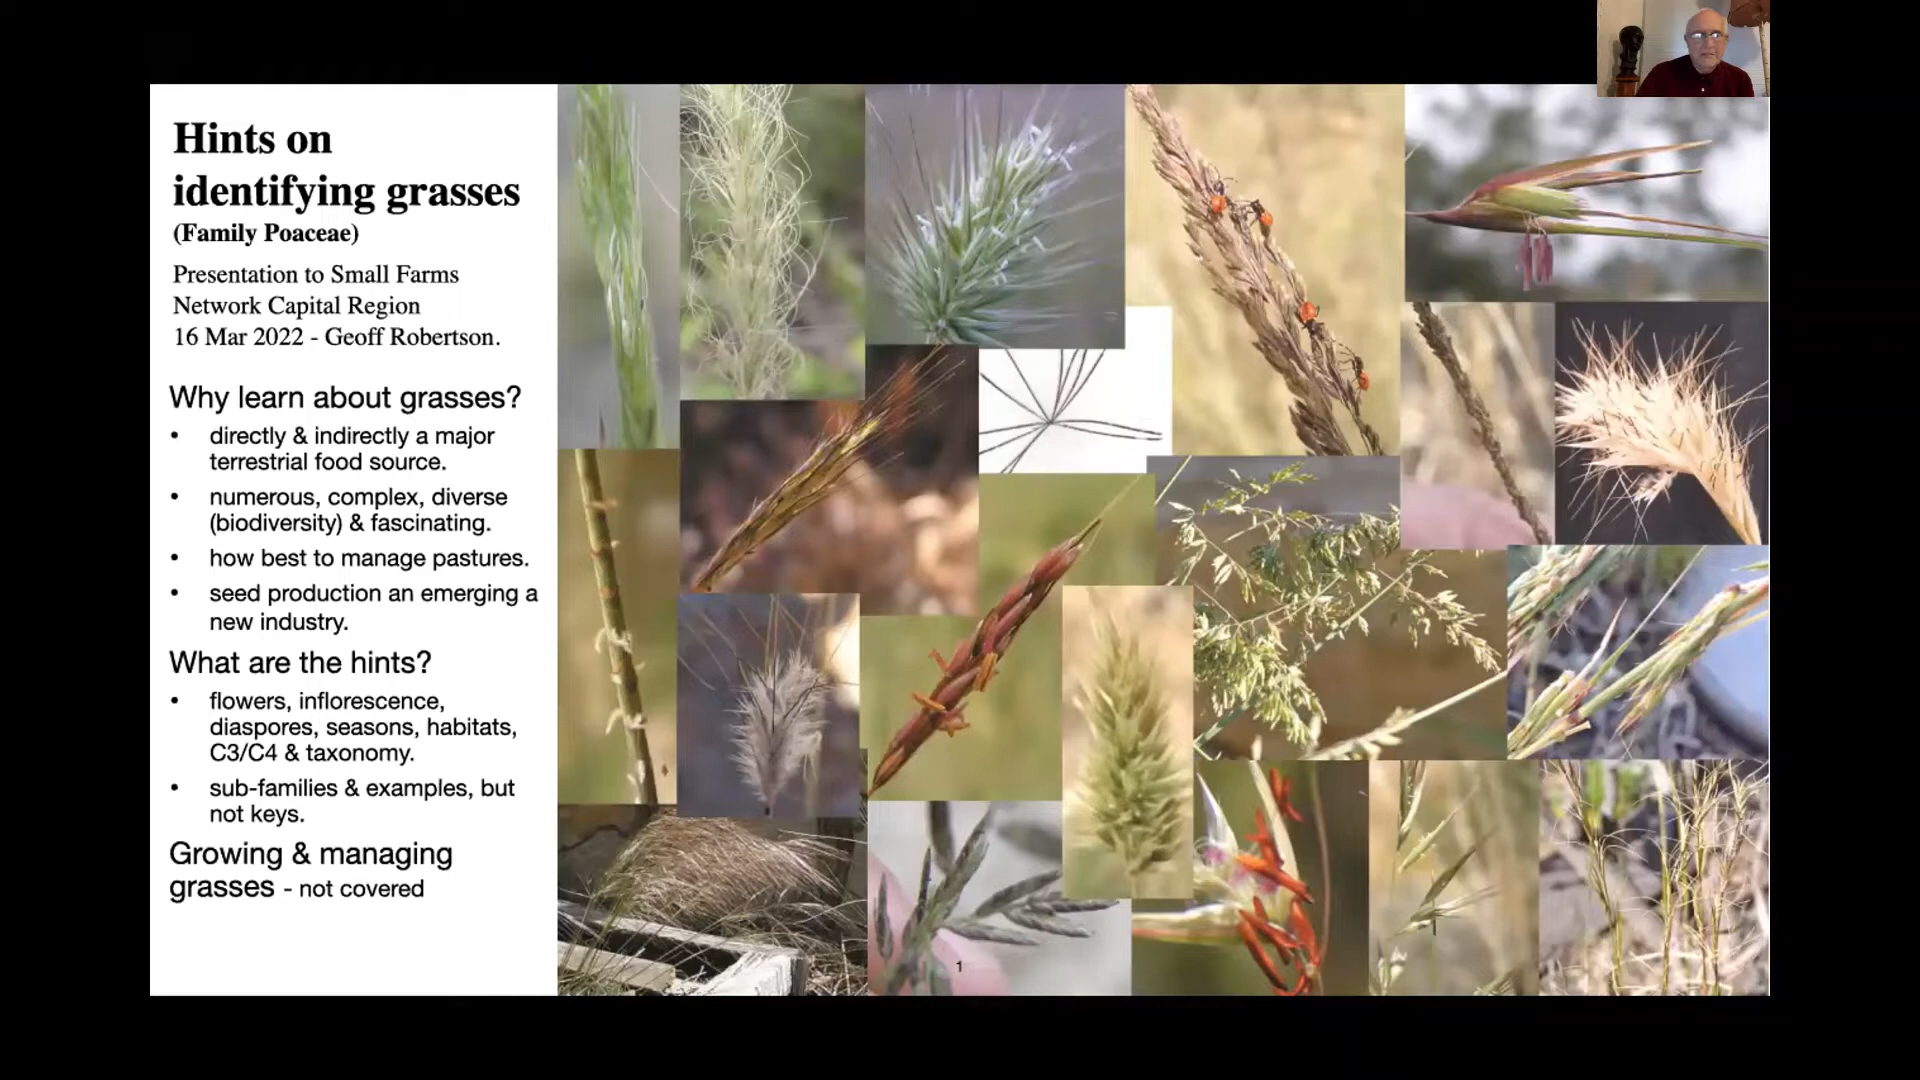 Hints on
identifying grasses
(Family Poaceae)
Presentation to Small Farms
Network Capital Region
16 Mar 2022 - Geoff Robertson.
Why learn about grasses?
• directly & indirectly a major
terrestrial food source.
• numerous, complex, diverse
(biodiversity) & fascinating.
• how best to manage pastures.
• seed production an emerging a
new industry.
What are the hints?
• flowers, inflorescence,
diaspores, seasons, habitats,
C3/C4 & taxonomy.
• sub-families & examples, but
not keys.
Growing & managing
grasses - not covered
1